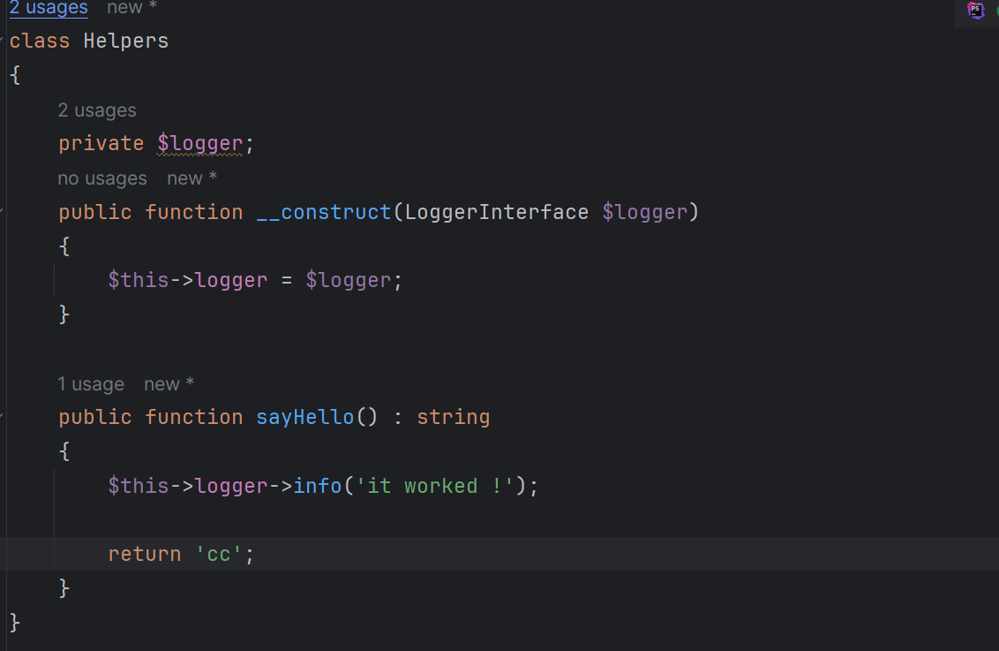 2 usages new *
class Helpers
{
2 usages
private $logger;
no usages new *
public function __construct(LoggerInterface $logger)
{
$this->logger = $logger;
}
1 usage new *
public function sayHello() : string
{
$this->logger->info('it worked !');
return 'cc';
}
}
PS